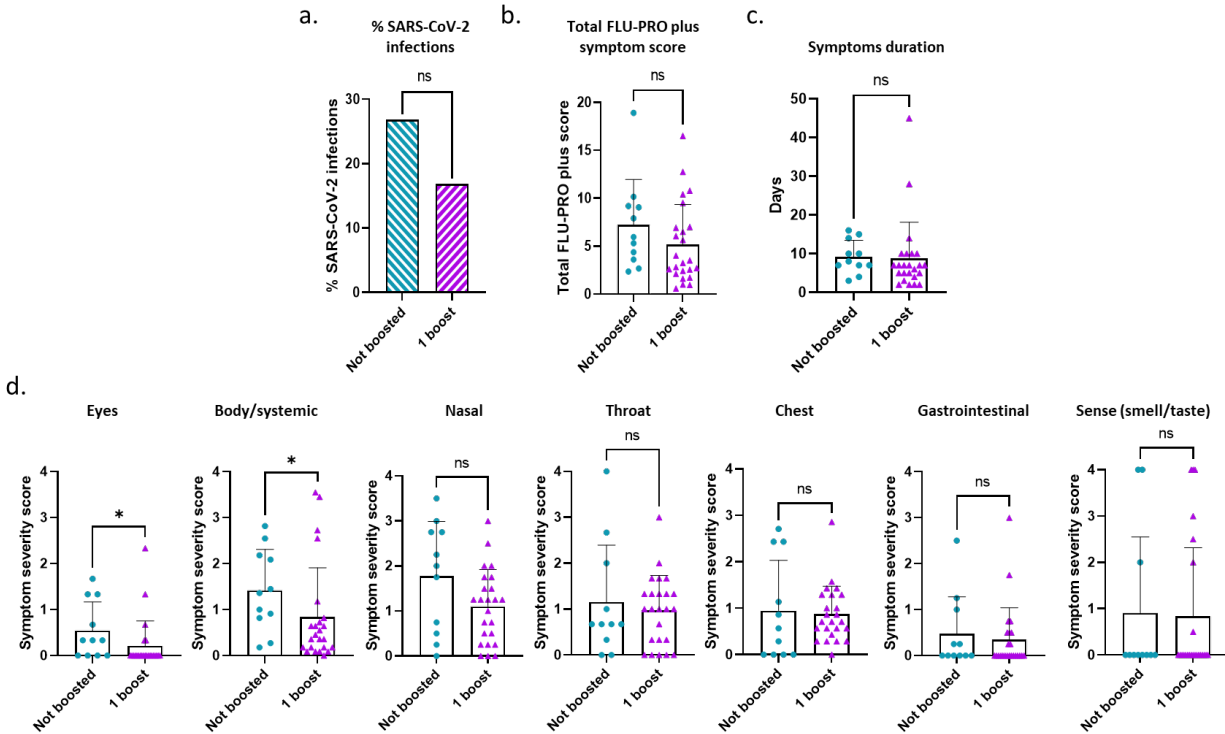 a.
% SARS-CoV-2
infections
ns
% SARS-CoV-2 infections
30
20
10
0
Not boosted
1 boost
b.
Total FLU-PRO plus
symptom score
ns
Total FLU-PRO plus score
20
15
10
5
0
Not boosted
1 boost
c.
Symptoms duration
ns
Days
50
40
30
20
10
0
Not boosted
1 boost
d.
Eyes
*
Symptom severity score
4
3
2
1
0
Not boosted
1 boost
Body/systemic
*
Symptom severity score
4
3
2
1
0
Not boosted
1 boost
Nasal
ns
Symptom severity score
4
3
2
1
0
Not boosted
1 boost
Throat
ns
Symptom severity score
4
3
2
1
0
Not boosted
1 boost
Chest
ns
Symptom severity score
4
3
2
1
0
Not boosted
1 boost
Gastrointestinal
ns
Symptom severity score
4
3
2
1
0
Not boosted
1 boost
Sense (smell/taste)
ns
Symptom severity score
4
3
2
1
0
Not boosted
1 boost